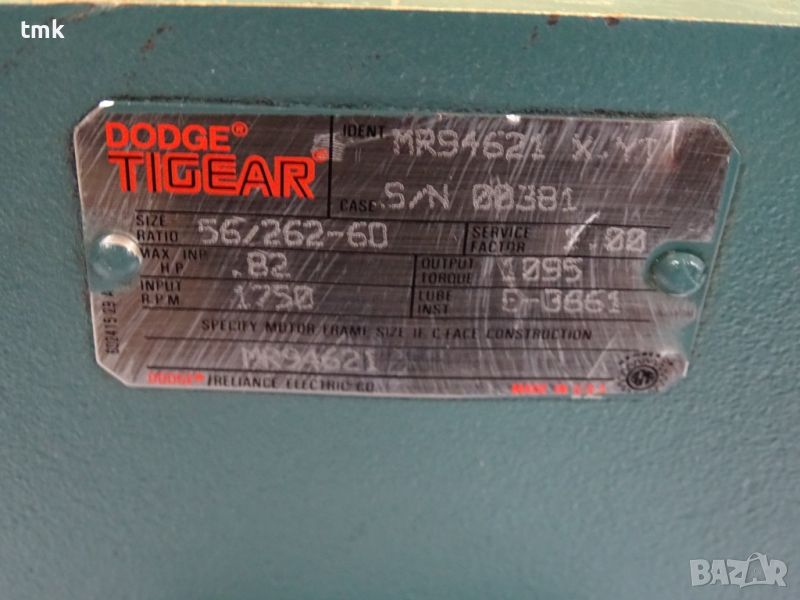 tmk
DODGE®
TIGEAR®
IDENT MR94621 X YT
CASE S/N 00381
SIZE
RATIO 56/262-60 SERVICE
FACTOR 1.00
MAX INP
H.P. .82 OUTPUT
TORQUE 1095
INPUT
R.P.M 1750 LUBE
INST D-0861
SPECIFY MOTOR FRAME SIZE IF C-FACE CONSTRUCTION
MR94621
DODGE® /RELIANCE ELECTRIC CO. MADE IN U.S.A.
BAZAR